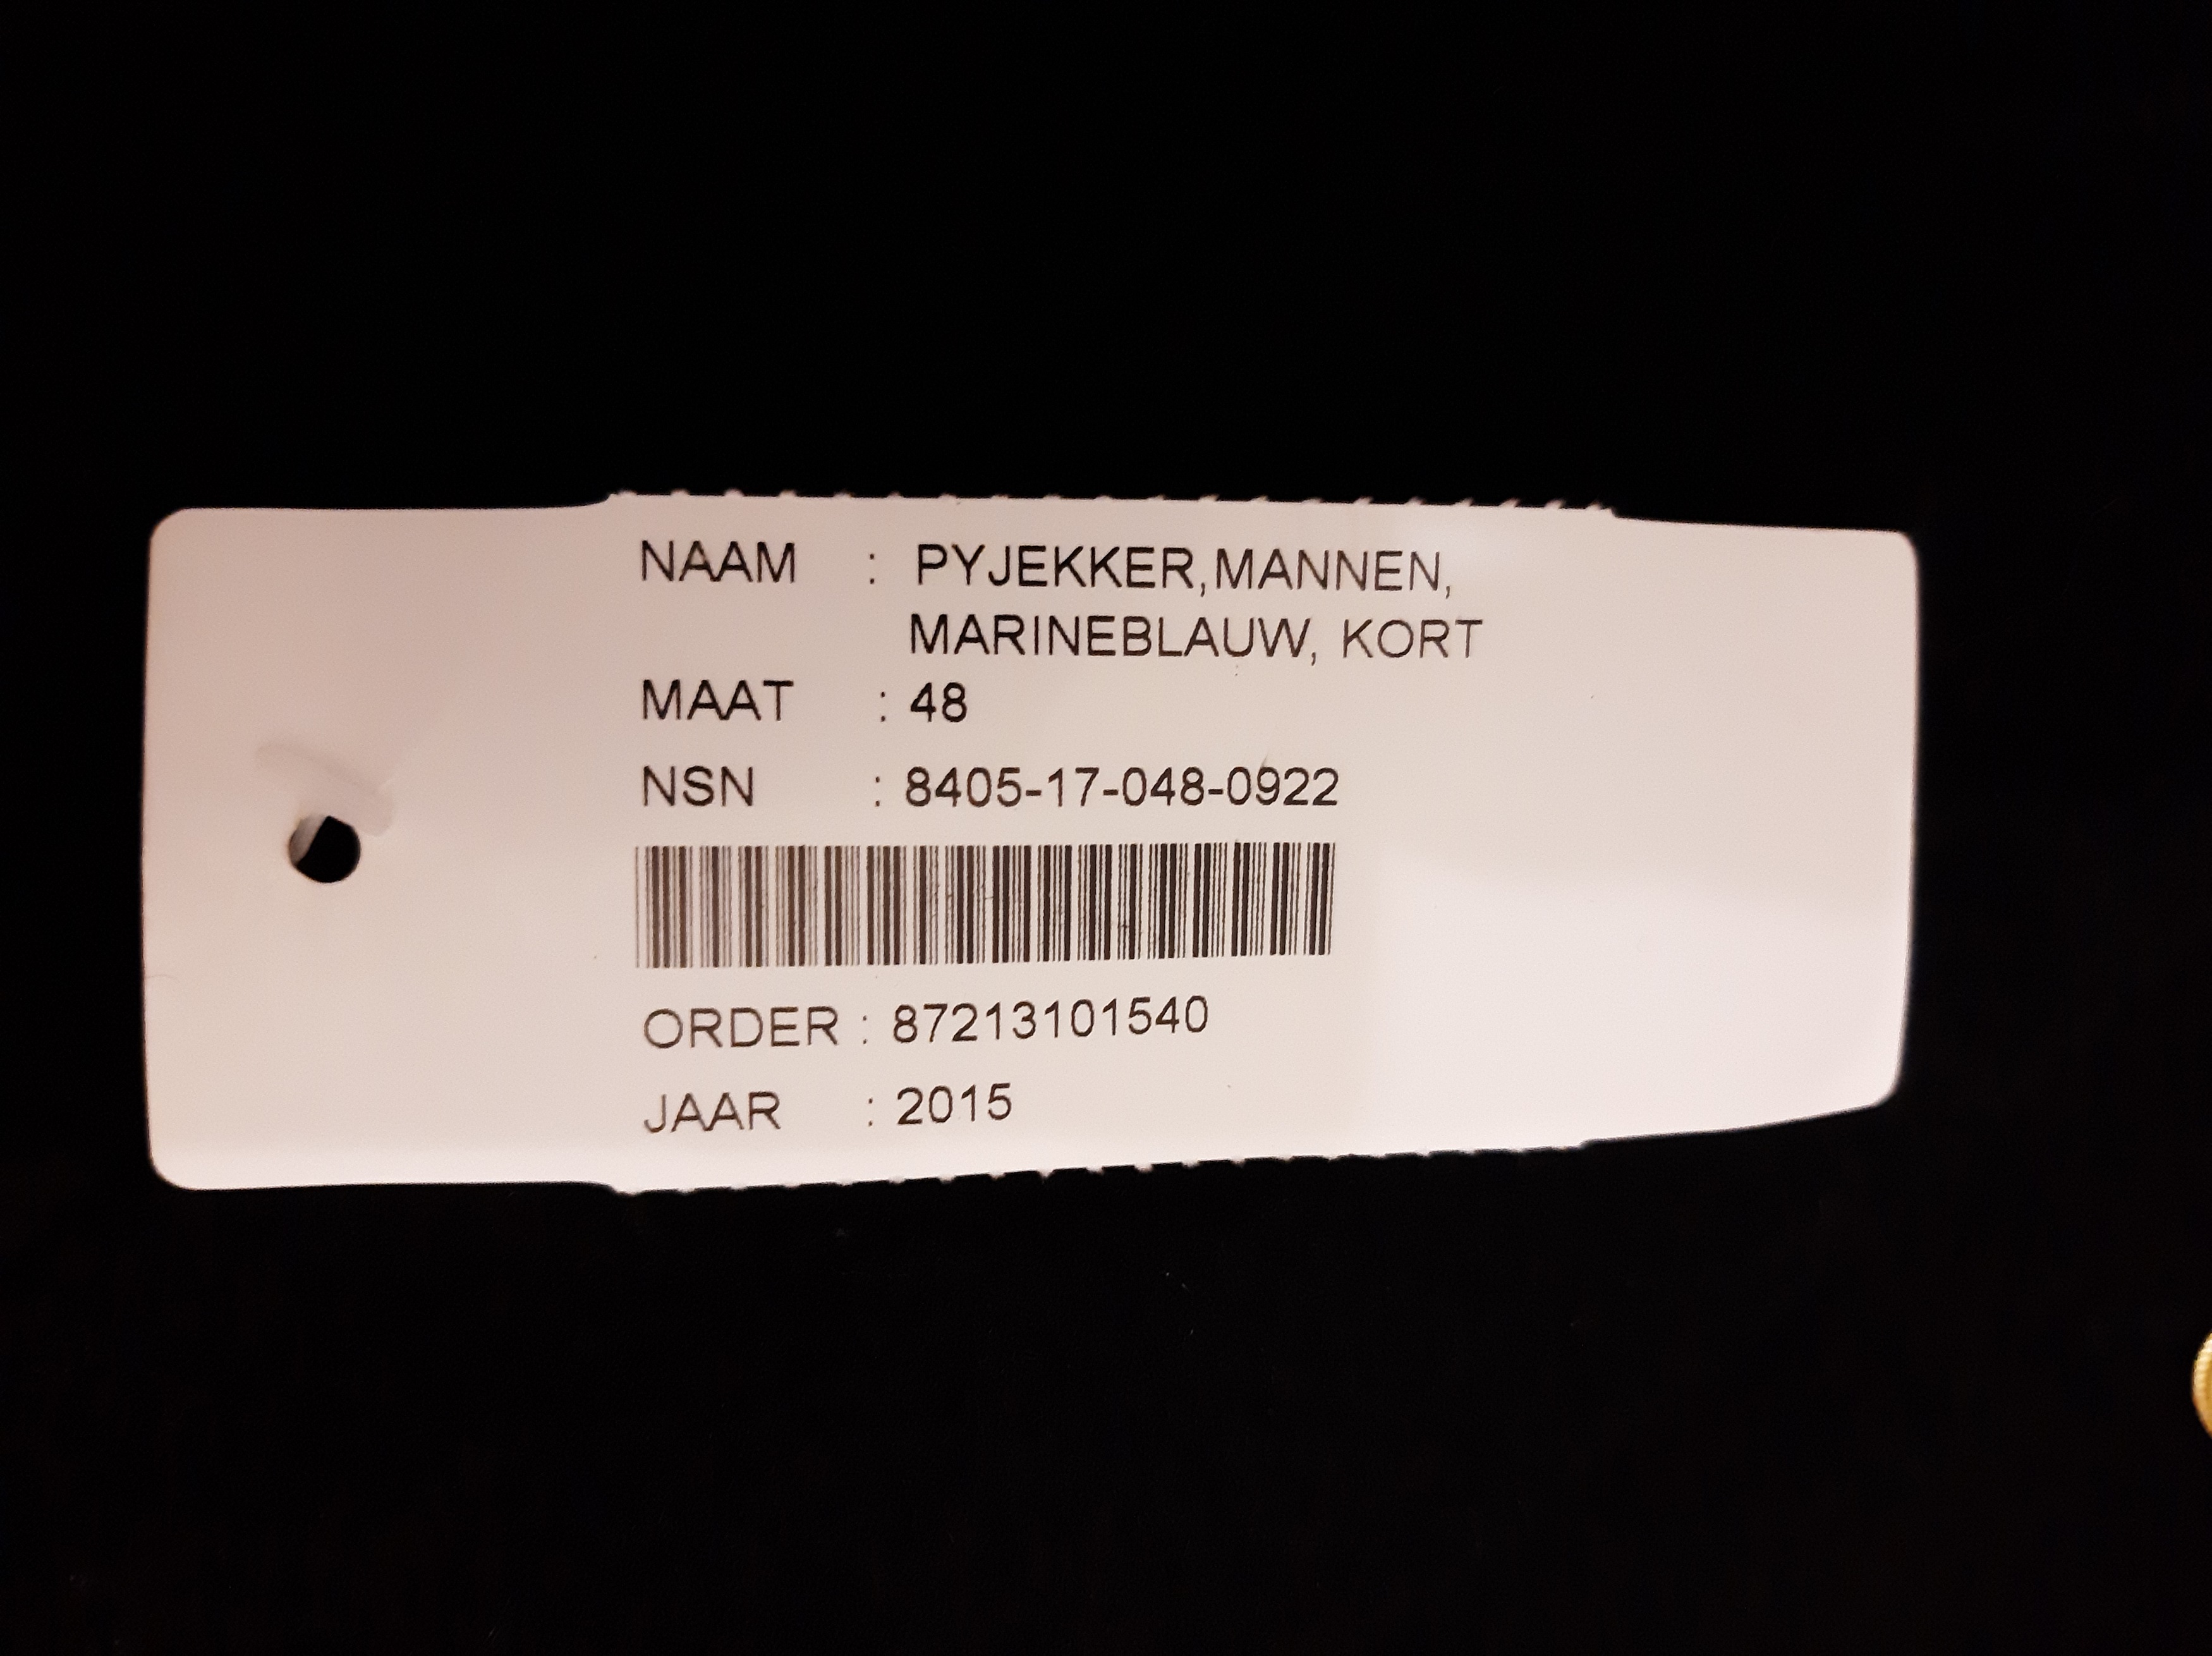 NAAM : PYJEKKER,MANNEN,
MARINEBLAUW, KORT
MAAT : 48
NSN : 8405-17-048-0922
ORDER : 87213101540
JAAR : 2015